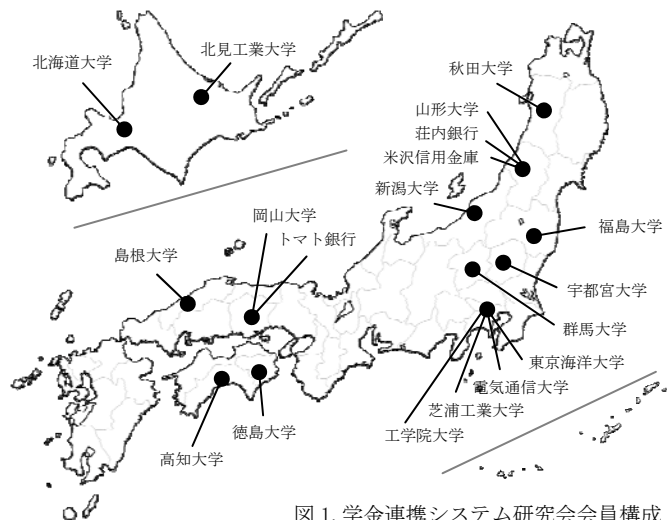 北海道大学
北見工業大学
秋田大学
山形大学
荘内銀行
米沢信用金庫
新潟大学
岡山大学
トマト銀行
島根大学
福島大学
宇都宮大学
群馬大学
東京海洋大学
電気通信大学
芝浦工業大学
工学院大学
徳島大学
高知大学
図 1. 学金連携システム研究会会員構成